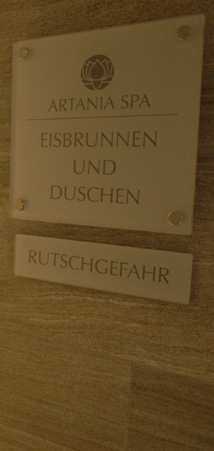 ARTANIA SPA
EISBRUNNEN
UND
DUSCHEN
RUTSCHGEFAHR